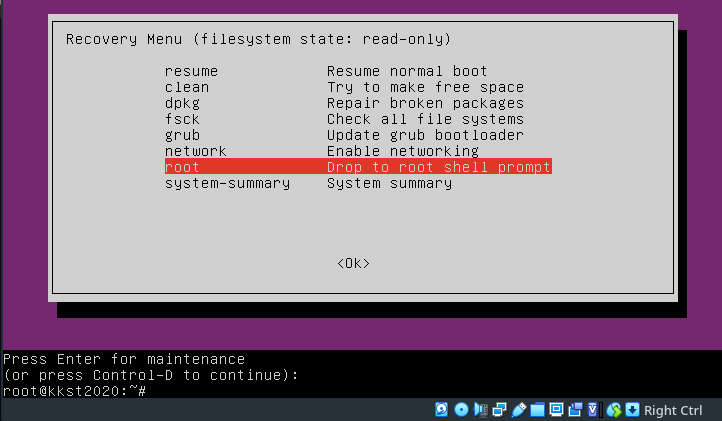 Recovery Menu (filesystem state: read-only)
resume Resume normal boot
clean Try to make free space
dpkg Repair broken packages
fsck Check all file systems
grub Update grub bootloader
network Enable networking
root Drop to root shell prompt
system-summary System summary
<Ok>
Press Enter for maintenance
(or press Control-D to continue):
root@kkst2020:~#
Right Ctrl